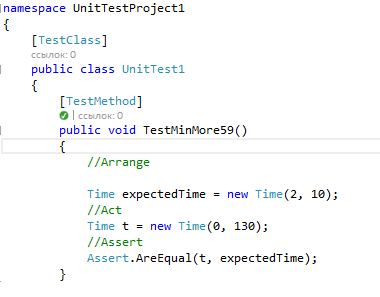 namespace UnitTestProject1
{
[TestClass]
ссылок: 0
public class UnitTest1
{
[TestMethod]
| ссылок: 0
public void TestMinMore59()
{
//Arrange
Time expectedTime = new Time(2, 10);
//Act
Time t = new Time(0, 130);
//Assert
Assert.AreEqual(t, expectedTime);
}